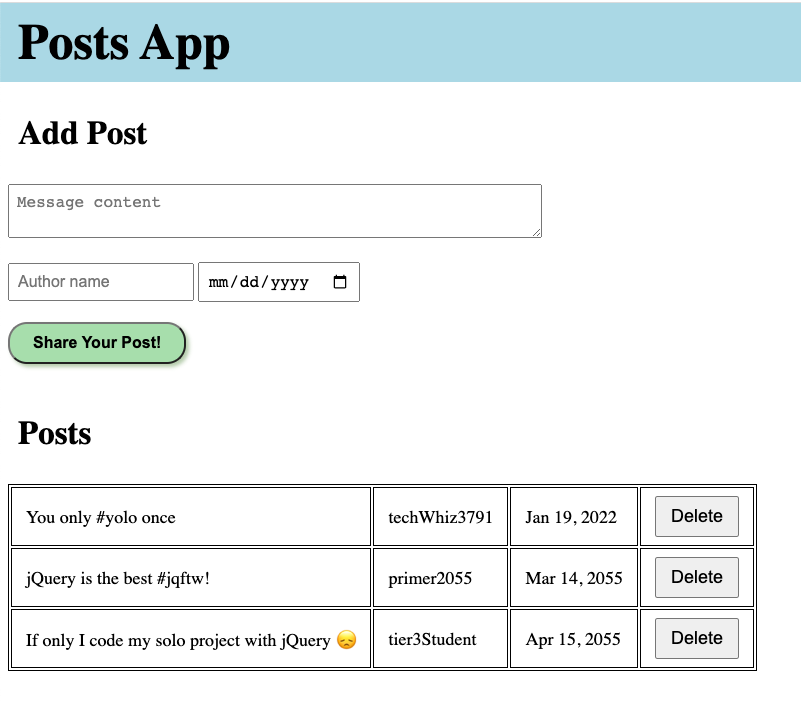 Posts App
Add Post
Message content
Author name mm/dd/yyyy
Share Your Post!
Posts
You only #yolo once techWhiz3791 Jan 19, 2022 Delete
jQuery is the best #jqftw! primer2055 Mar 14, 2055 Delete
If only I code my solo project with jQuery 😞 tier3Student Apr 15, 2055 Delete